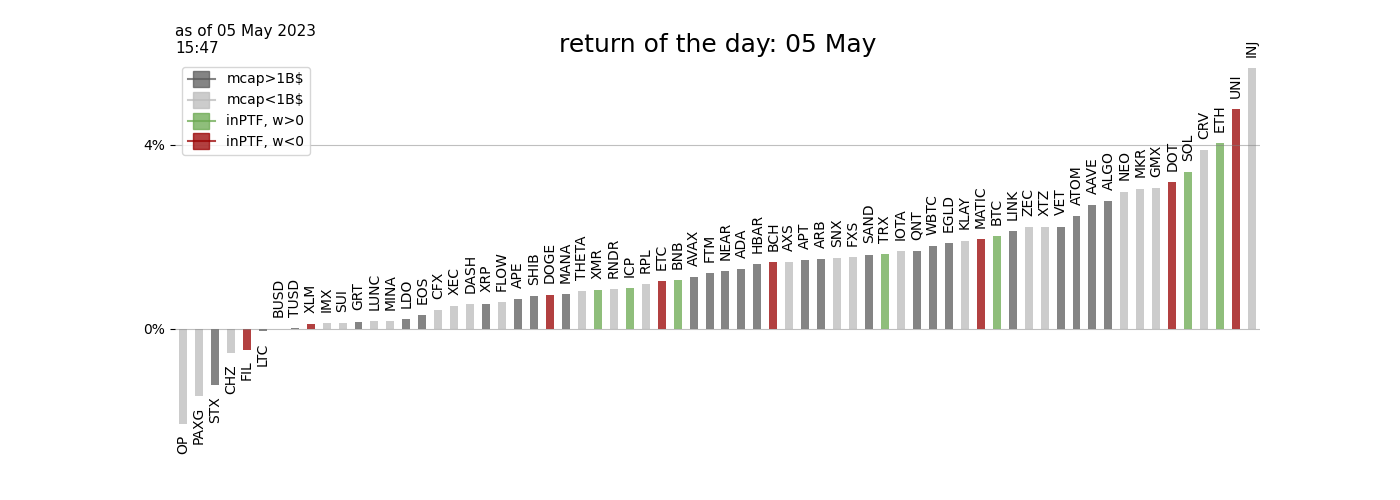 as of 05 May 2023
15:47
return of the day: 05 May
mcap>1B$
mcap<1B$
inPTF, w>0
inPTF, w<0
4%
0%
OP
PAXG
STX
CHZ
FIL
LTC
BUSD
TUSD
XLM
IMX
SUI
GRT
LUNC
MINA
LDO
EOS
CFX
XEC
DASH
XRP
FLOW
APE
SHIB
DOGE
MANA
THETA
XMR
RNDR
ICP
RPL
ETC
BNB
AVAX
FTM
NEAR
ADA
HBAR
BCH
AXS
APT
ARB
SNX
FXS
SAND
TRX
IOTA
QNT
WBTC
EGLD
KLAY
MATIC
BTC
LINK
ZEC
XTZ
VET
ATOM
AAVE
ALGO
NEO
MKR
GMX
DOT
SOL
CRV
ETH
UNI
INJ